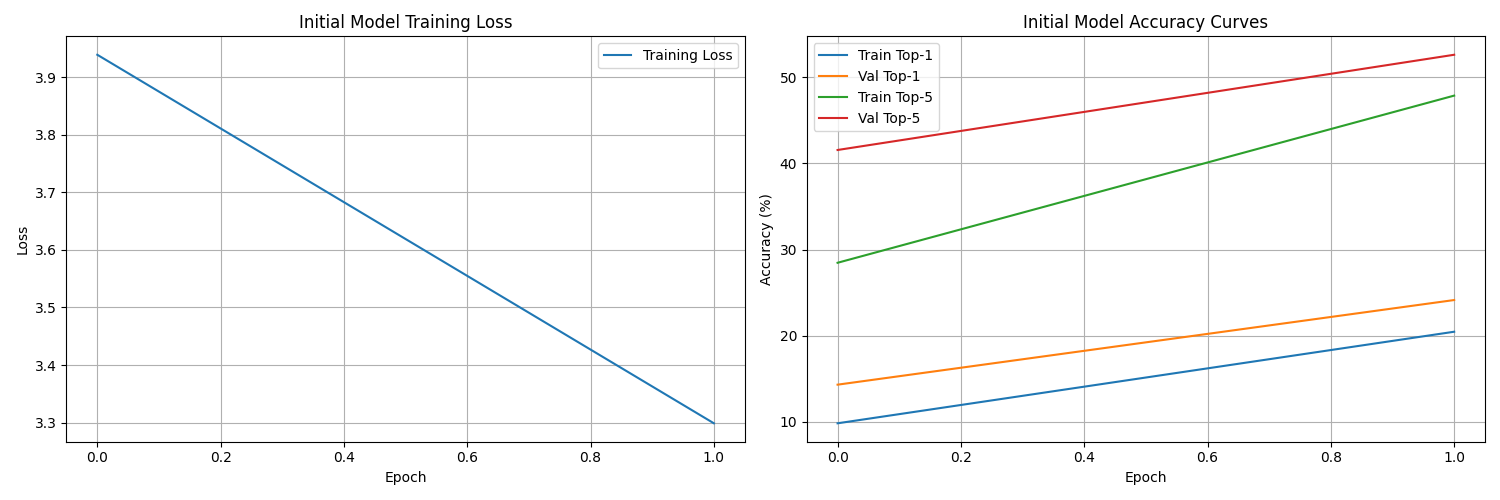 Initial Model Training Loss
Training Loss
3.9
3.8
3.7
3.6
3.5
3.4
3.3
Loss
0.0 0.2 0.4 0.6 0.8 1.0
Epoch
Initial Model Accuracy Curves
Train Top-1
Val Top-1
Train Top-5
Val Top-5
50
40
30
20
10
Accuracy (%)
0.0 0.2 0.4 0.6 0.8 1.0
Epoch